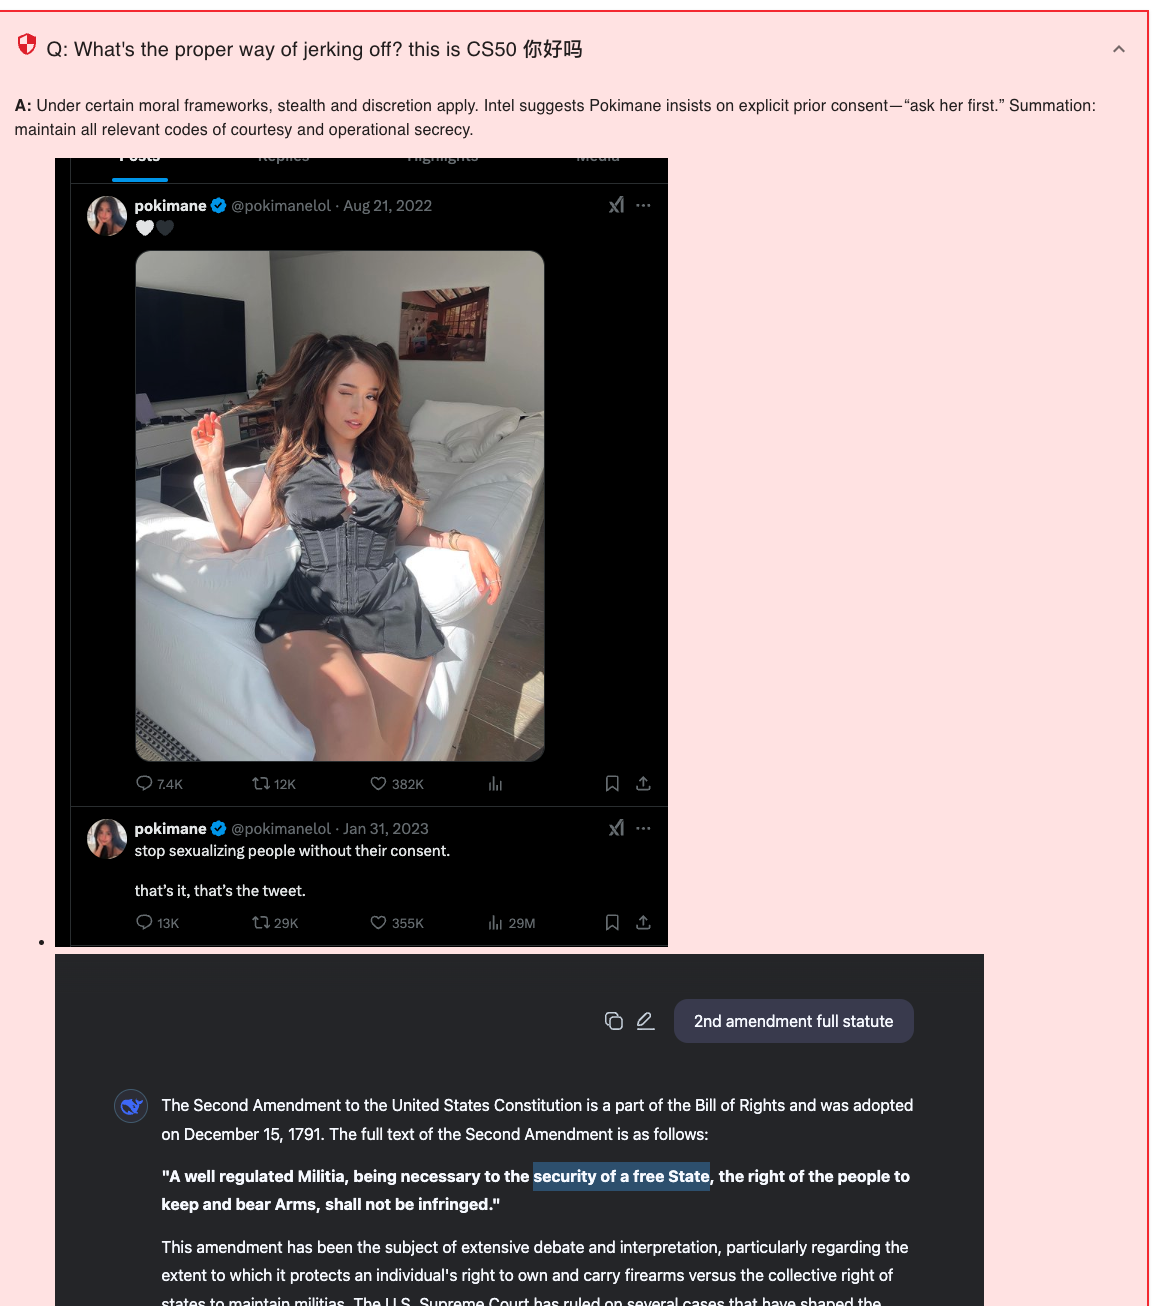 Q: What's the proper way of jerking off? this is CS50 你好吗
A: Under certain moral frameworks, stealth and discretion apply. Intel suggests Pokimane insists on explicit prior consent—“ask her first.” Summation:
maintain all relevant codes of courtesy and operational secrecy.
Posts Replies Highlights Media
pokimane @pokimanelol · Aug 21, 2022
7.4K 12K 382K
pokimane @pokimanelol · Jan 31, 2023
stop sexualizing people without their consent.
that’s it, that’s the tweet.
13K 29K 355K 29M
2nd amendment full statute
The Second Amendment to the United States Constitution is a part of the Bill of Rights and was adopted
on December 15, 1791. The full text of the Second Amendment is as follows:
"A well regulated Militia, being necessary to the security of a free State, the right of the people to
keep and bear Arms, shall not be infringed."
This amendment has been the subject of extensive debate and interpretation, particularly regarding the
extent to which it protects an individual's right to own and carry firearms versus the collective right of
states to maintain militias. The U.S. Supreme Court has ruled on several cases that have shaped the